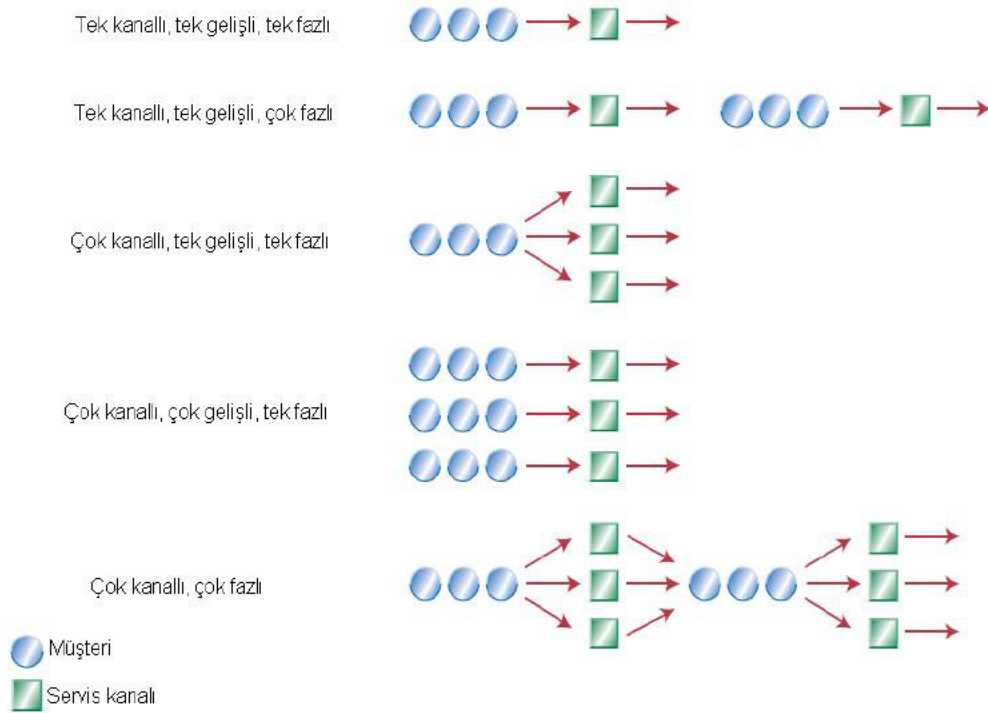 Tek kanallı, tek gelişli, tek fazlı
Tek kanallı, tek gelişli, çok fazlı
Çok kanallı, tek gelişli, tek fazlı
Çok kanallı, çok gelişli, tek fazlı
Çok kanallı, çok fazlı
Müşteri
Servis kanalı